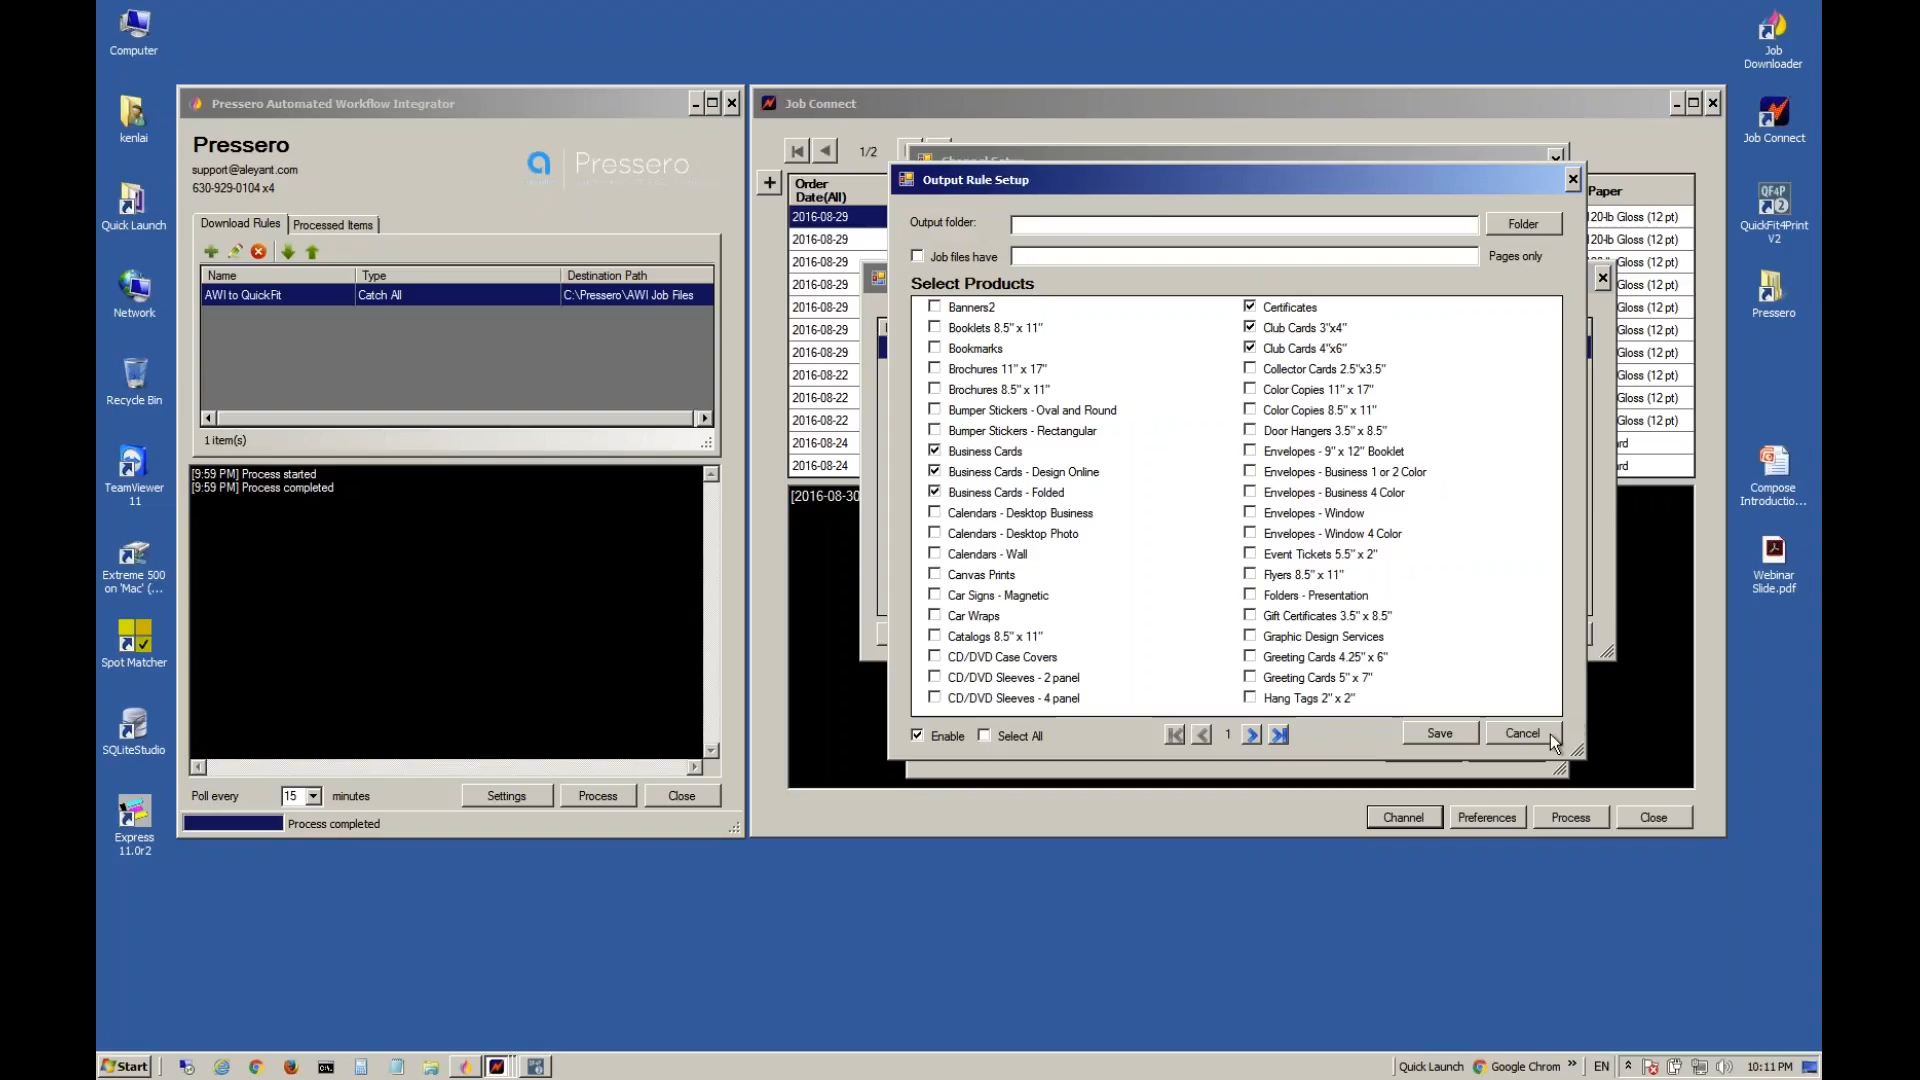 Computer
kenlai
Quick Launch
Network
Recycle Bin
TeamViewer
11
Extreme 500
on 'Mac' (...
Spot Matcher
SQLiteStudio
Express
11.0r2
Pressero Automated Workflow Integrator
Pressero
support@aleyant.com
630-929-0104 x4
Pressero
Download Rules
Processed Items
Name
Type
Destination Path
AWI to QuickFit
Catch All
C:\Pressero\AWI Job Files
1 item(s)
[9:59 PM] Process started
[9:59 PM] Process completed
Poll every
15
minutes
Settings
Process
Close
Process completed
Job Connect
1/2
Order
Date(All)
2016-08-29
2016-08-29
2016-08-29
2016-08-29
2016-08-29
2016-08-29
2016-08-29
2016-08-22
2016-08-22
2016-08-22
2016-08-24
2016-08-24
[2016-08-30
Paper
120-lb Gloss (12 pt)
120-lb Gloss (12 pt)
Gloss (12 pt)
Gloss (12 pt)
Gloss (12 pt)
Gloss (12 pt)
Gloss (12 pt)
Gloss (12 pt)
Gloss (12 pt)
rd
rd
Output Rule Setup
Output folder:
Folder
Job files have
Pages only
Select Products
Banners2
Booklets 8.5" x 11"
Bookmarks
Brochures 11" x 17"
Brochures 8.5" x 11"
Bumper Stickers - Oval and Round
Bumper Stickers - Rectangular
Business Cards
Business Cards - Design Online
Business Cards - Folded
Calendars - Desktop Business
Calendars - Desktop Photo
Calendars - Wall
Canvas Prints
Car Signs - Magnetic
Car Wraps
Catalogs 8.5" x 11"
CD/DVD Case Covers
CD/DVD Sleeves - 2 panel
CD/DVD Sleeves - 4 panel
Certificates
Club Cards 3"x4"
Club Cards 4"x6"
Collector Cards 2.5"x3.5"
Color Copies 11" x 17"
Color Copies 8.5" x 11"
Door Hangers 3.5" x 8.5"
Envelopes - 9" x 12" Booklet
Envelopes - Business 1 or 2 Color
Envelopes - Business 4 Color
Envelopes - Window
Envelopes - Window 4 Color
Event Tickets 5.5" x 2"
Flyers 8.5" x 11"
Folders - Presentation
Gift Certificates 3.5" x 8.5"
Graphic Design Services
Greeting Cards 4.25" x 6"
Greeting Cards 5" x 7"
Hang Tags 2" x 2"
Enable
Select All
1
Save
Cancel
Channel
Preferences
Process
Close
Job
Downloader
Job Connect
QF4P
2
QuickFit4Print
V2
Pressero
Compose
Introductio...
Webinar
Slide.pdf
Start
Quick Launch
Google Chrom
EN
10:11 PM